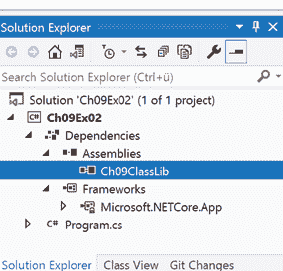 Solution Explorer
Search Solution Explorer (Ctrl+ü)
Solution 'Ch09Ex02' (1 of 1 project)
C# Ch09Ex02
Dependencies
Assemblies
Ch09ClassLib
Frameworks
Microsoft.NETCore.App
C# Program.cs
Solution Explorer Class View Git Changes